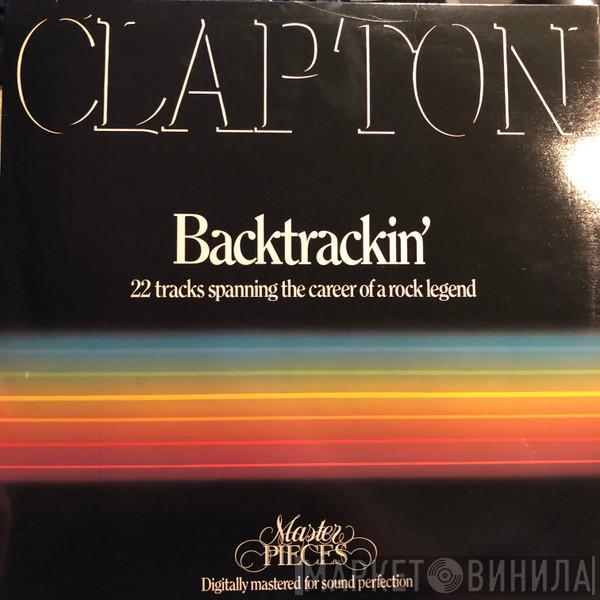 CLAPTON
Backtrackin'
22 tracks spanning the career of a rock legend
Master
PIECES
Digitally mastered for sound perfection
МАРКЕТ ВИНИЛА